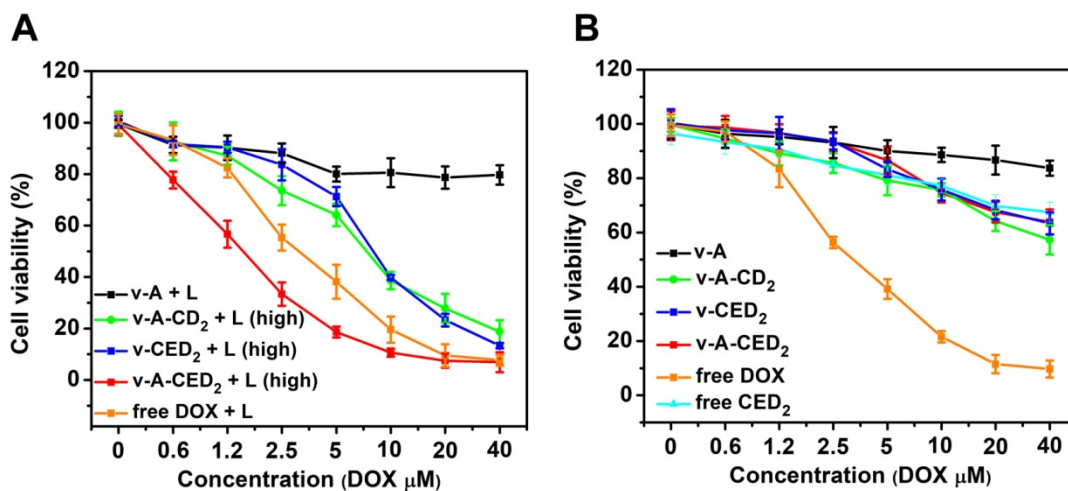 A
120
100
80
60
40
20
0
Cell viability (%)
v-A + L
v-A-CD₂ + L (high)
v-CED₂ + L (high)
v-A-CED₂ + L (high)
free DOX + L
0 0.6 1.2 2.5 5 10 20 40
Concentration (DOX μM)
B
120
100
80
60
40
20
0
Cell viability (%)
v-A
v-A-CD₂
v-CED₂
v-A-CED₂
free DOX
free CED₂
0 0.6 1.2 2.5 5 10 20 40
Concentration (DOX μM)